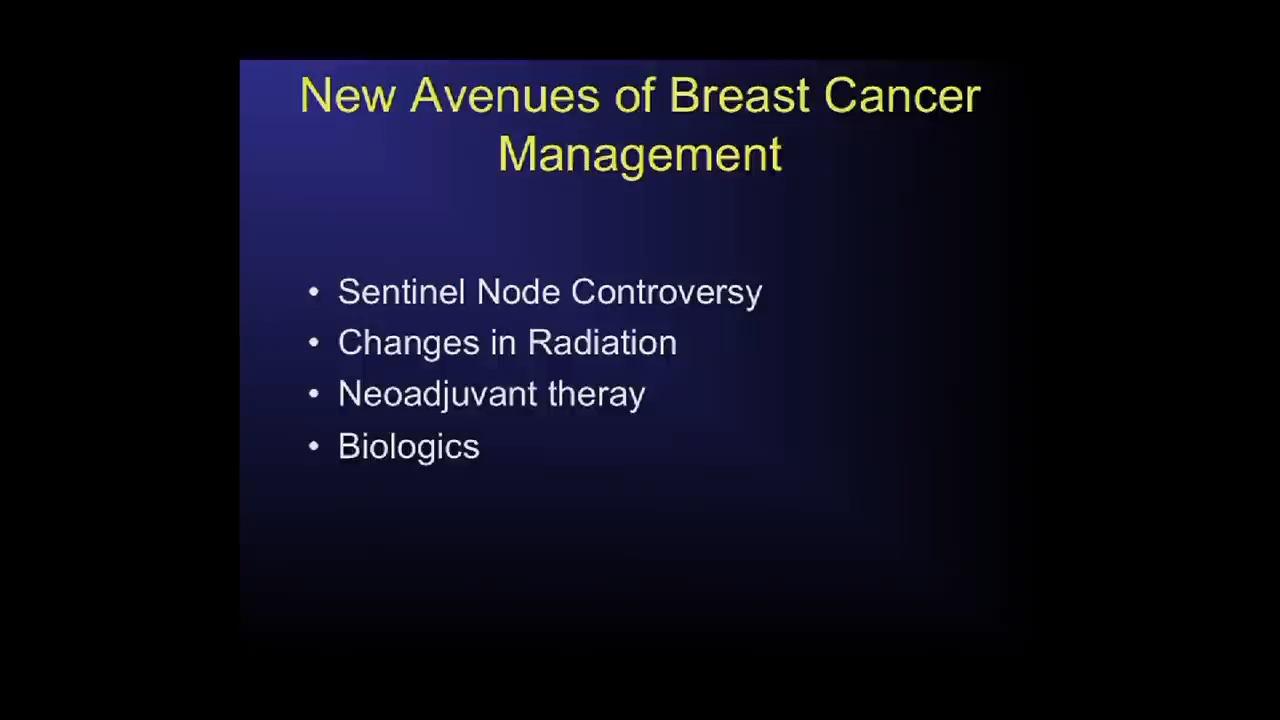 New Avenues of Breast Cancer
Management
• Sentinel Node Controversy
• Changes in Radiation
• Neoadjuvant theray
• Biologics